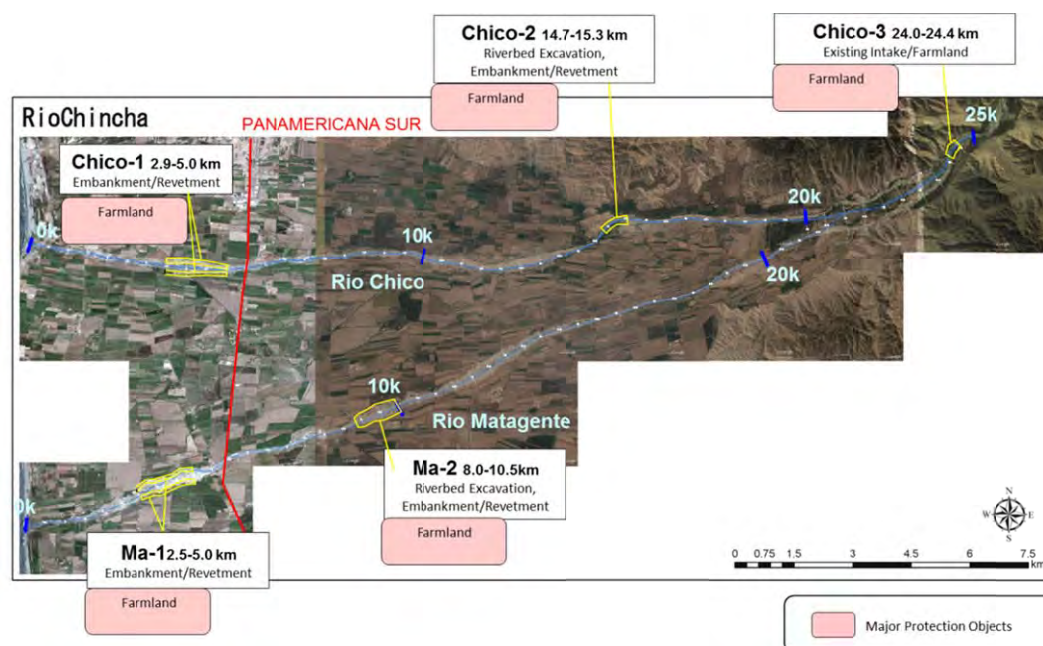 Chico-2 14.7-15.3 km
Riverbed Excavation,
Embankment/Revetment
Farmland
Chico-3 24.0-24.4 km
Existing Intake/Farmland
Farmland
RioChincha
PANAMERICANA SUR
25k
Chico-1 2.9-5.0 km
Embankment/Revetment
Farmland
0k
10k
20k
Rio Chico
20k
10k
Rio Matagente
Ma-2 8.0-10.5km
Riverbed Excavation,
Embankment/Revetment
Farmland
0k
Ma-1 2.5-5.0 km
Embankment/Revetment
Farmland
N
W E
S
0 0.75 1.5 3 4.5 6 7.5
km
Major Protection Objects